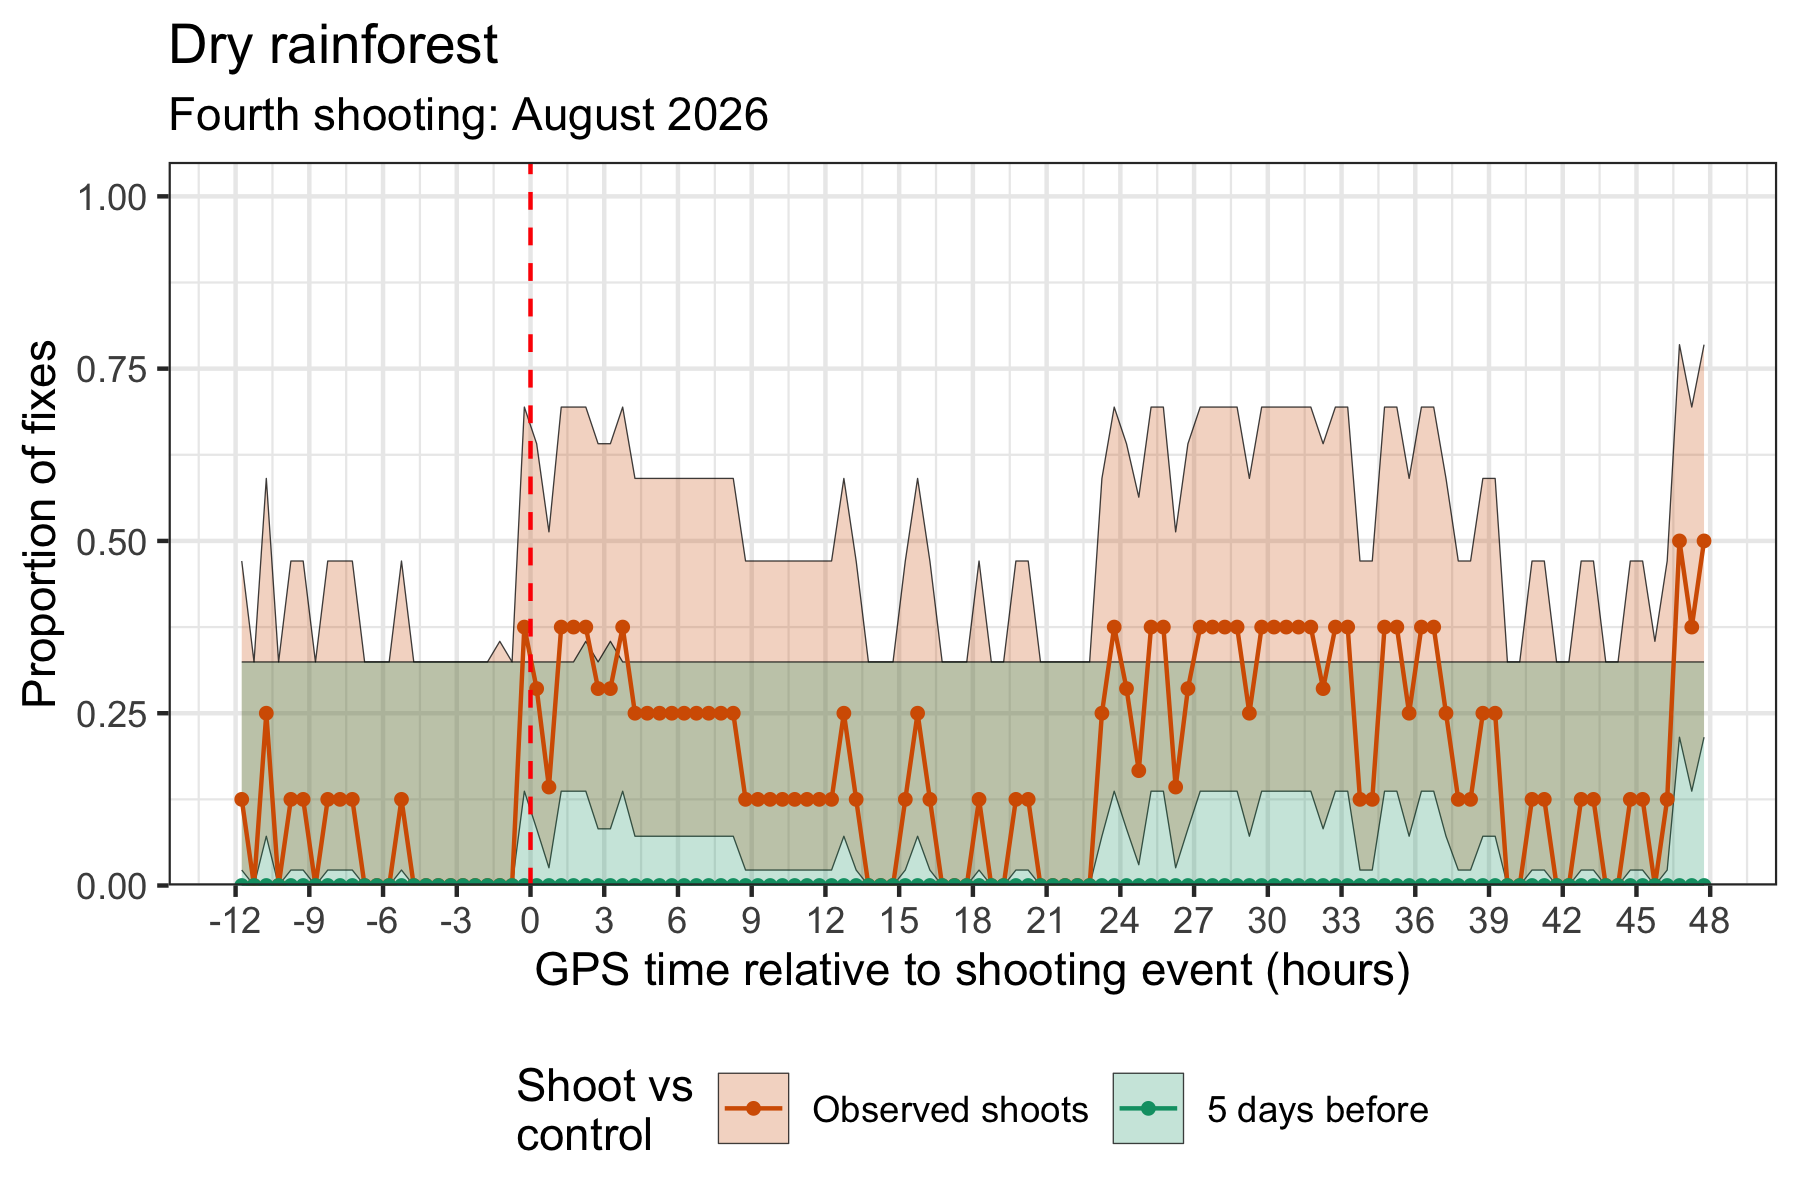 Dry rainforest
Fourth shooting: August 2026
Proportion of fixes
1.00
0.75
0.50
0.25
0.00
-12 -9 -6 -3 0 3 6 9 12 15 18 21 24 27 30 33 36 39 42 45 48
GPS time relative to shooting event (hours)
Shoot vs
control
Observed shoots
5 days before